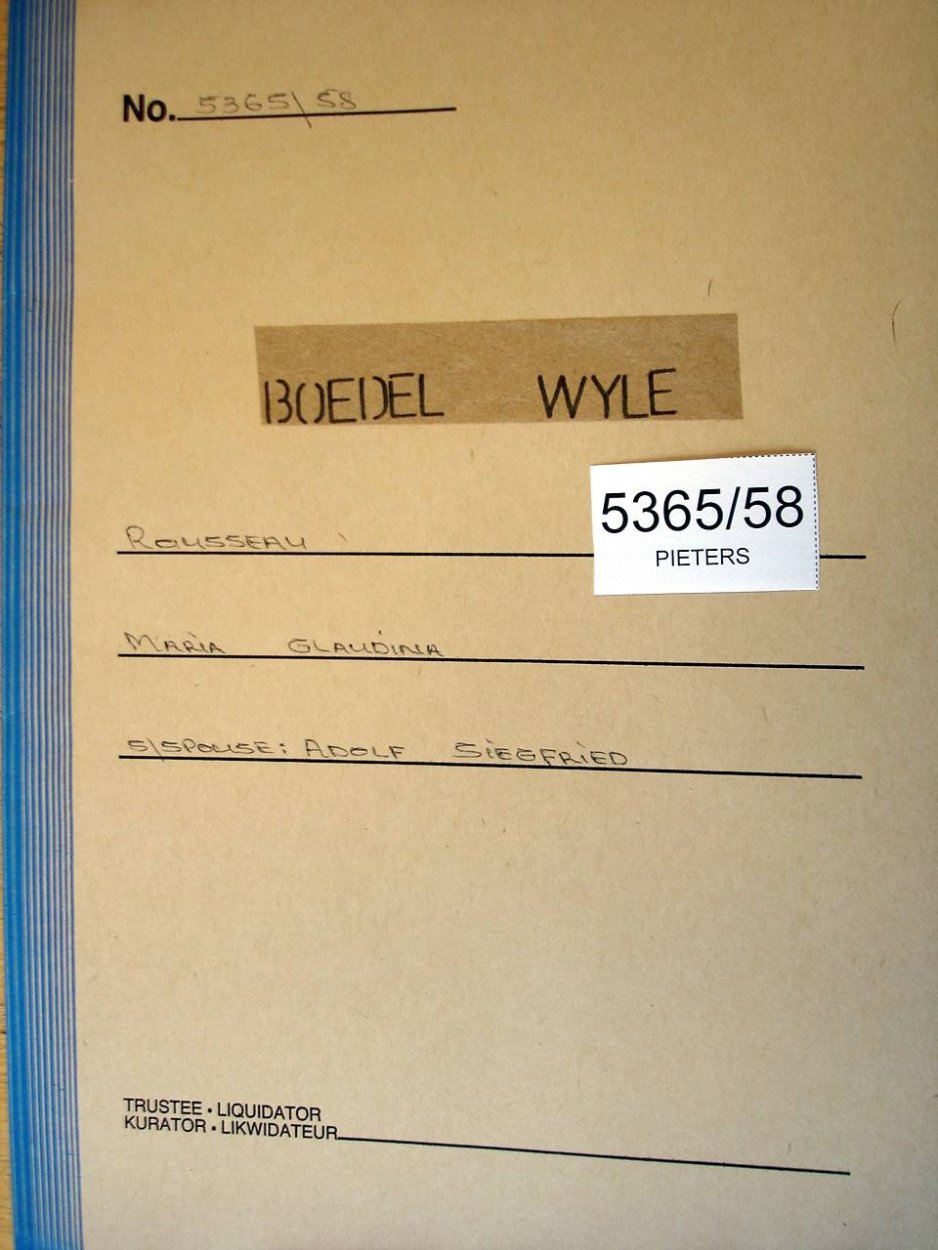 No. 5365\58
BOEDEL WYLE
5365/58
PIETERS
ROUSSEAU
MARIA GLAUDINA
S\SPOUSE: ADOLF SIEGFRIED
TRUSTEE • LIQUIDATOR
KURATOR • LIKWIDATEUR